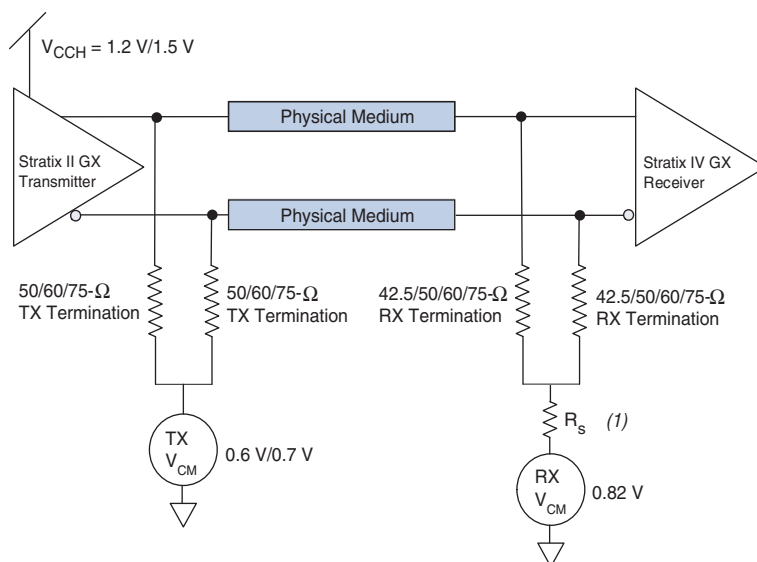 V_CCH = 1.2 V/1.5 V
Physical Medium
Stratix II GX
Transmitter
Stratix IV GX
Receiver
Physical Medium
50/60/75-Ω
TX Termination
50/60/75-Ω
TX Termination
42.5/50/60/75-Ω
RX Termination
42.5/50/60/75-Ω
RX Termination
R_s (1)
TX
V_CM
0.6 V/0.7 V
RX
V_CM
0.82 V